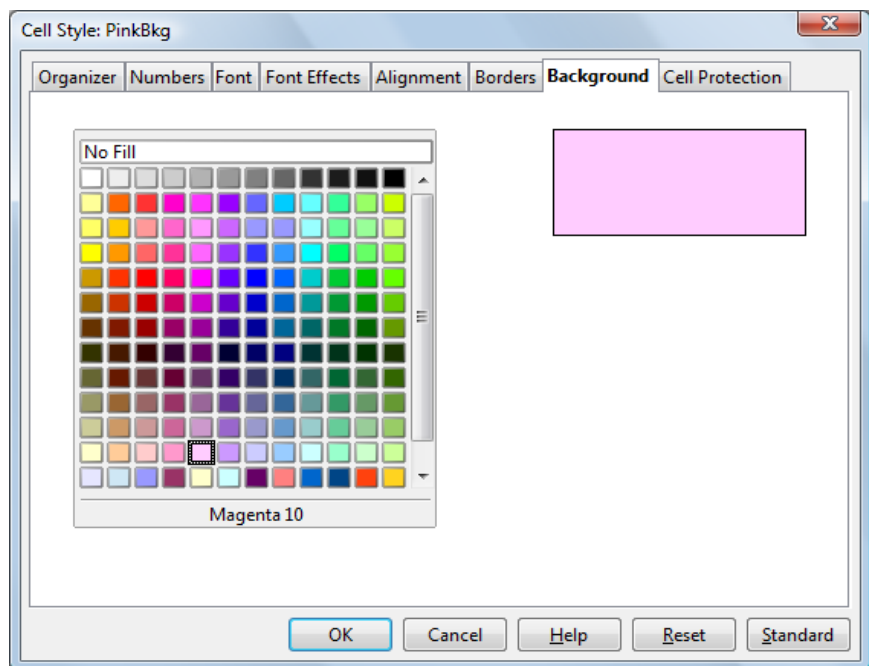 Cell Style: PinkBkg
Organizer Numbers Font Font Effects Alignment Borders Background Cell Protection
No Fill
Magenta 10
OK Cancel Help Reset Standard